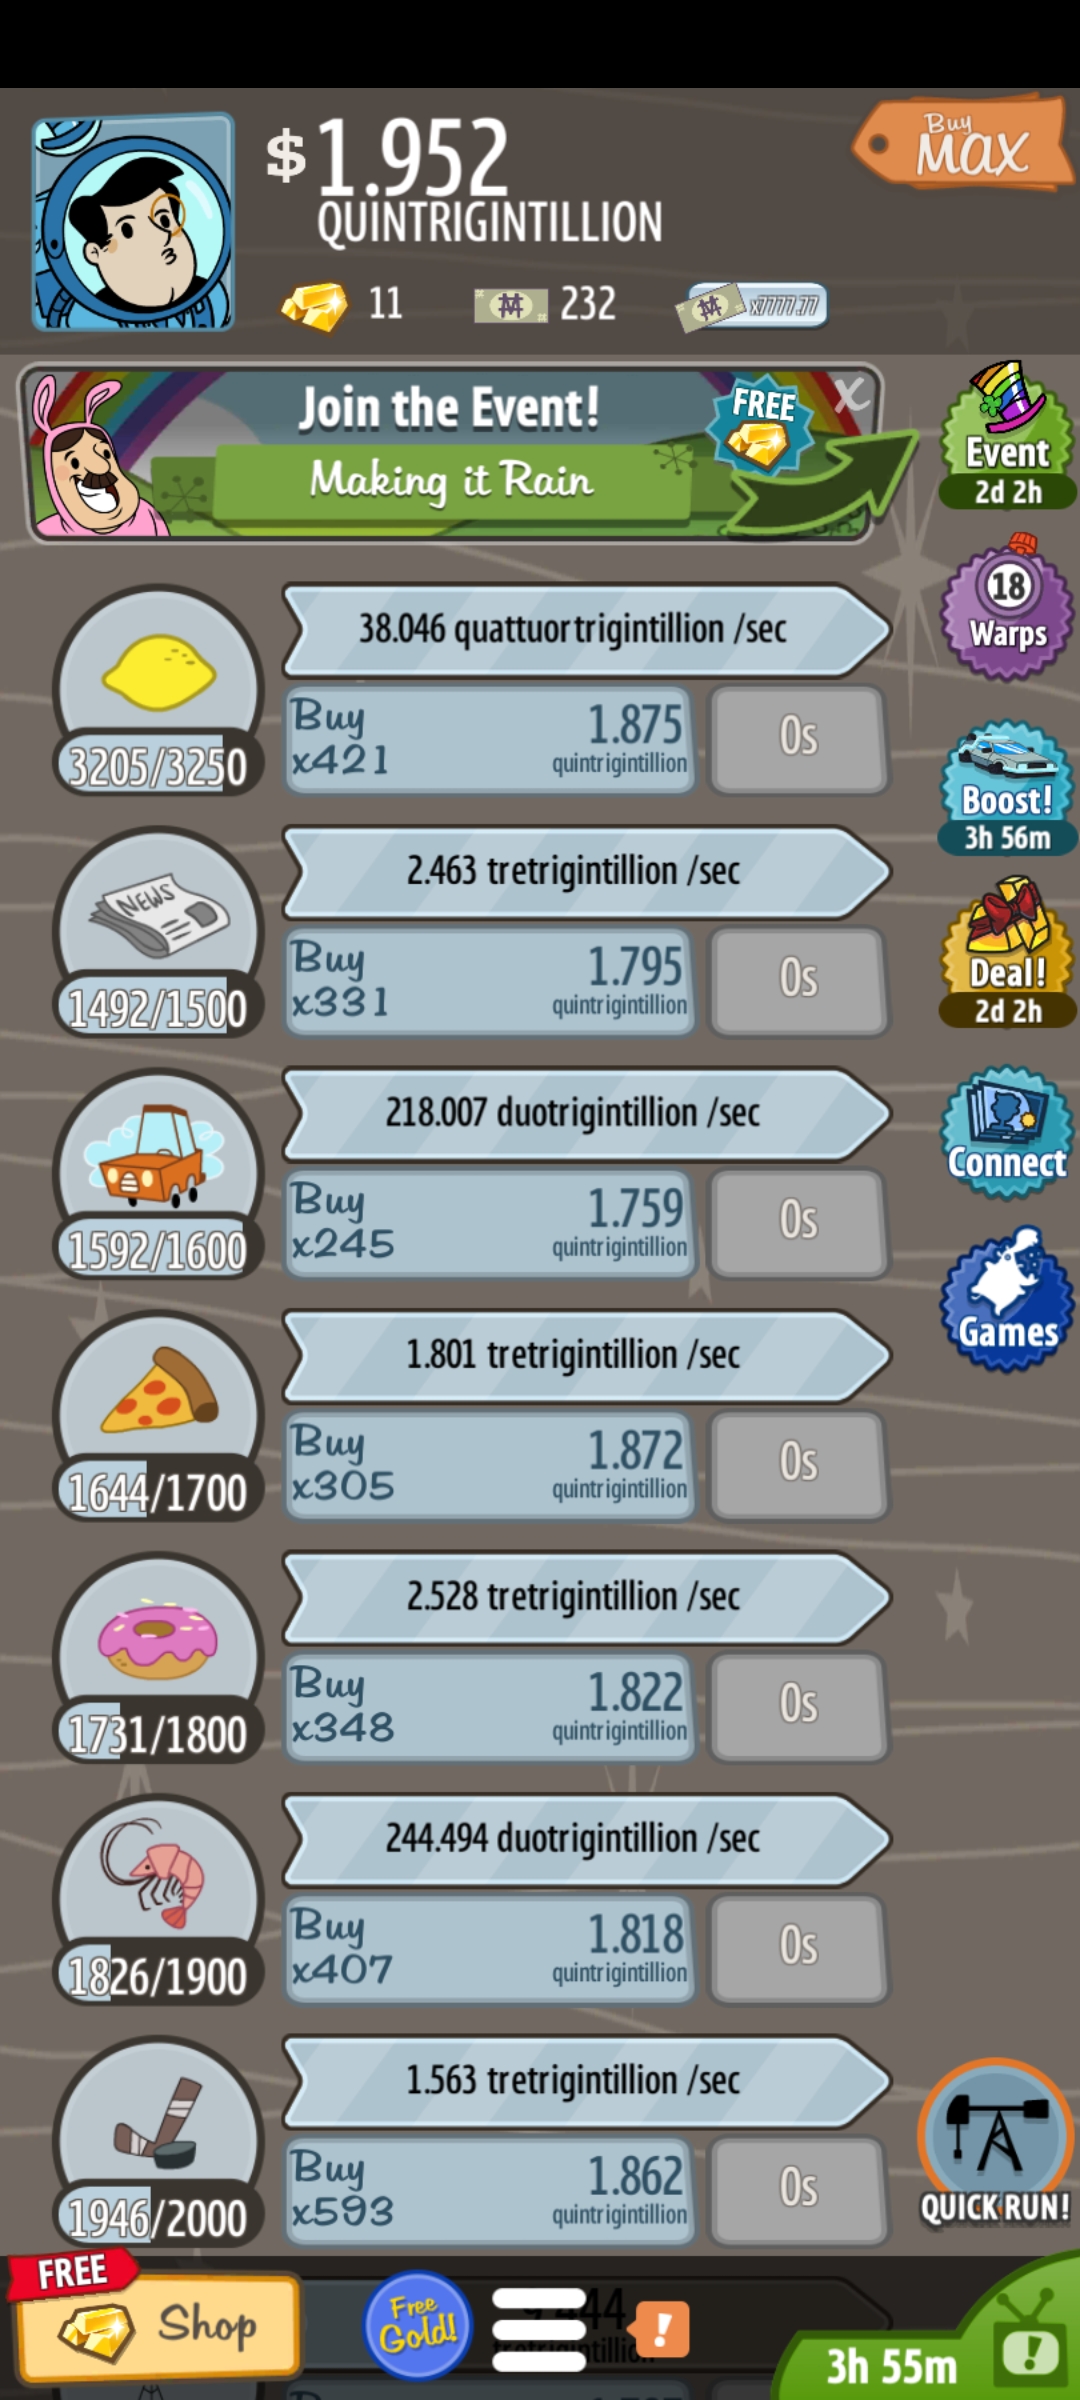 $ 1.952
QUINTRIGINTILLION
Buy
MAX
11
232
x7777.77
Join the Event!
Making it Rain
FREE
X
Event
2d 2h
18
Warps
Boost!
3h 56m
Deal!
2d 2h
Connect
Games
38.046 quattuortrigintillion /sec
Buy
x421
1.875
quintrigintillion
0s
3205/3250
NEWS
2.463 tretrigintillion /sec
Buy
x331
1.795
quintrigintillion
0s
1492/1500
218.007 duotrigintillion /sec
Buy
x245
1.759
quintrigintillion
0s
1592/1600
1.801 tretrigintillion /sec
Buy
x305
1.872
quintrigintillion
0s
1644/1700
2.528 tretrigintillion /sec
Buy
x348
1.822
quintrigintillion
0s
1731/1800
244.494 duotrigintillion /sec
Buy
x407
1.818
quintrigintillion
0s
1826/1900
1.563 tretrigintillion /sec
Buy
x593
1.862
quintrigintillion
0s
1946/2000
QUICK RUN!
FREE
Shop
Free
Gold!
!
3h 55m
!